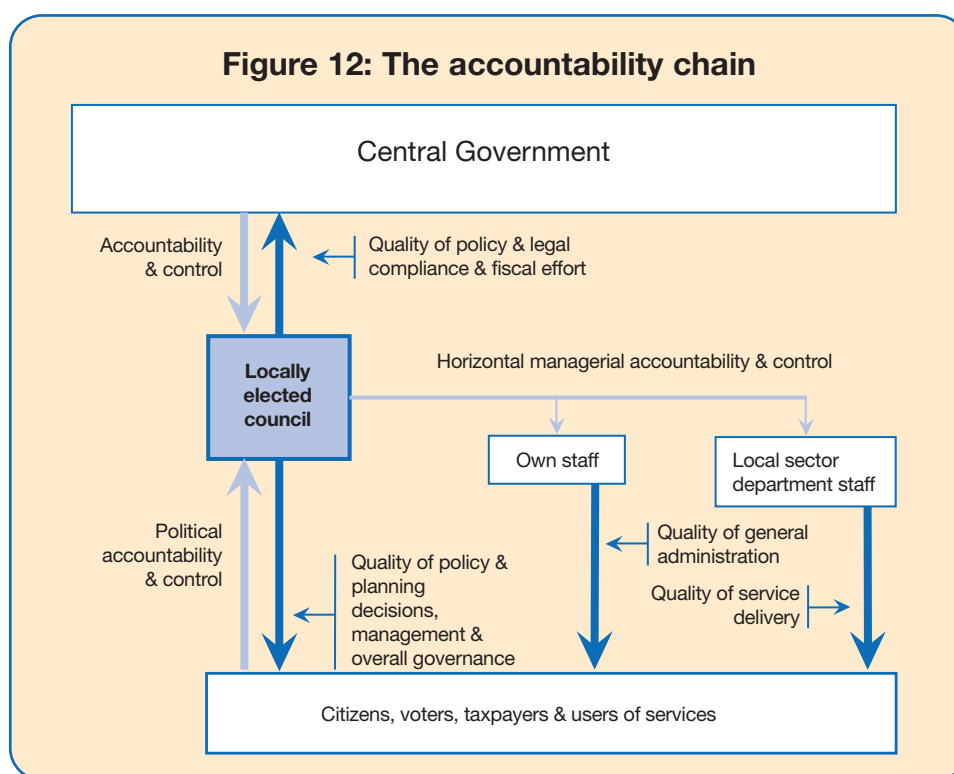 Figure 12: The accountability chain
Central Government
Accountability
& control
Quality of policy & legal
compliance & fiscal effort
Locally
elected
council
Horizontal managerial accountability & control
Own staff
Local sector
department staff
Political
accountability
& control
Quality of policy &
planning
decisions,
management &
overall governance
Quality of general
administration
Quality of service
delivery
Citizens, voters, taxpayers & users of services